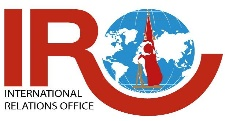 IRO
INTERNATIONAL
RELATIONS OFFICE